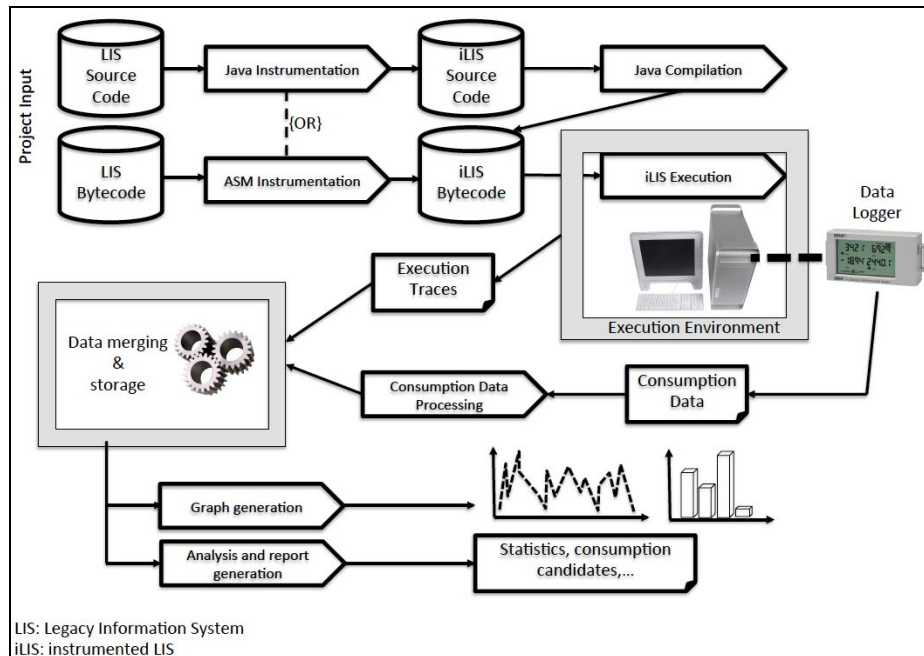 Project Input
LIS
Source
Code
Java Instrumentation
iLIS
Source
Code
Java Compilation
{OR}
LIS
Bytecode
ASM Instrumentation
iLIS
Bytecode
iLIS Execution
Data
Logger
Execution
Traces
Execution Environment
Data merging
&
storage
Consumption Data
Processing
Consumption
Data
Graph generation
Analysis and report
generation
Statistics, consumption
candidates,...
LIS: Legacy Information System
iLIS: instrumented LIS